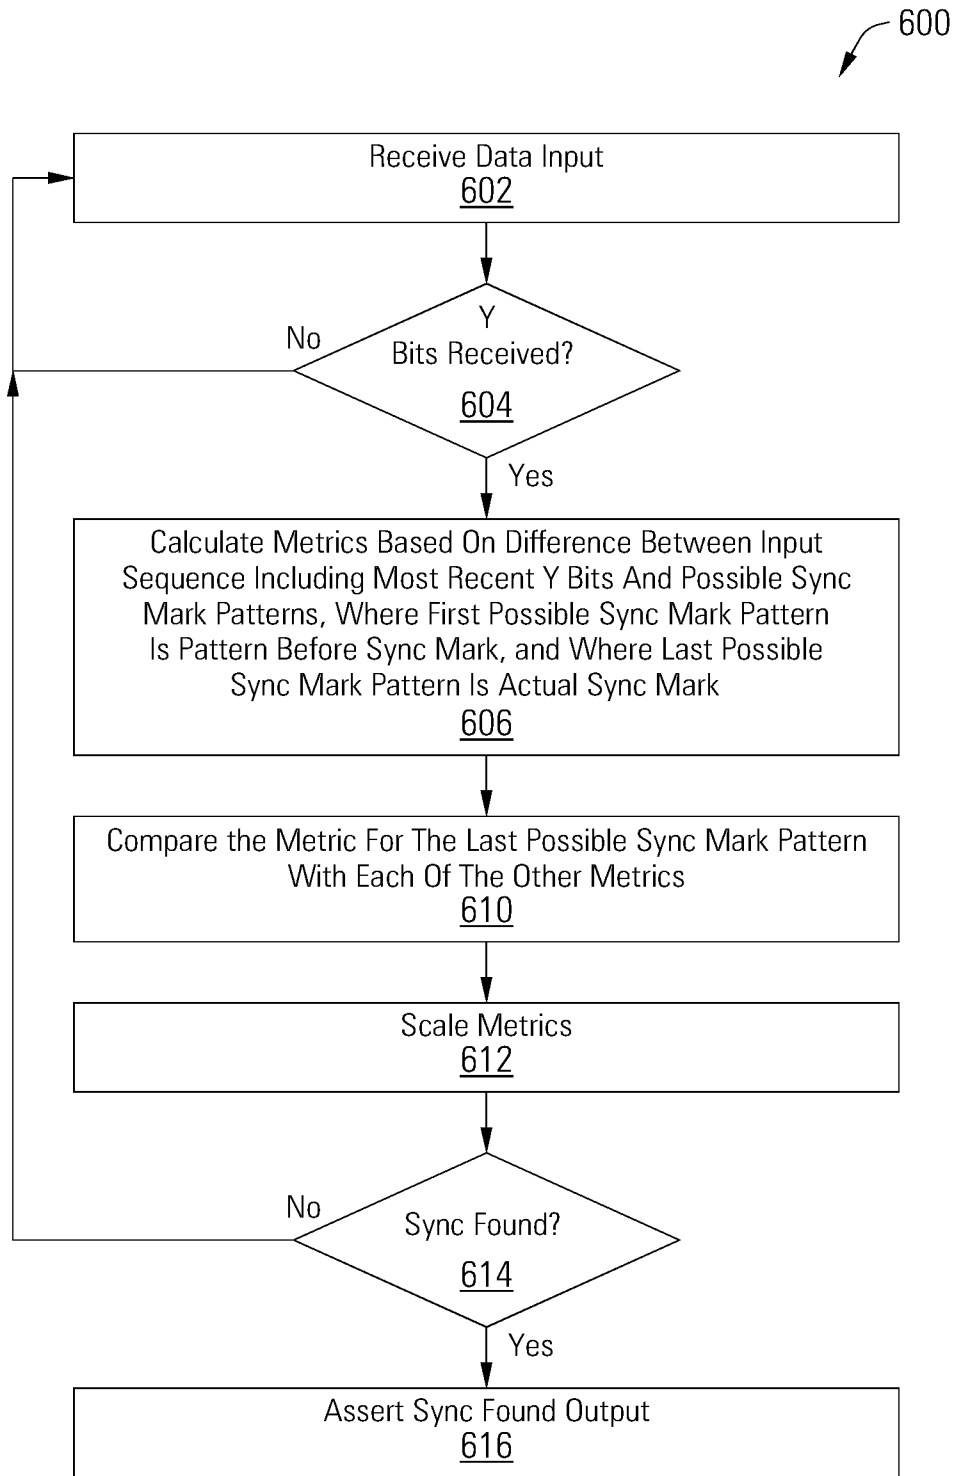 600
Receive Data Input
602
Y
No
Bits Received?
604
Yes
Calculate Metrics Based On Difference Between Input
Sequence Including Most Recent Y Bits And Possible Sync
Mark Patterns, Where First Possible Sync Mark Pattern
Is Pattern Before Sync Mark, and Where Last Possible
Sync Mark Pattern Is Actual Sync Mark
606
Compare the Metric For The Last Possible Sync Mark Pattern
With Each Of The Other Metrics
610
Scale Metrics
612
No
Sync Found?
614
Yes
Assert Sync Found Output
616